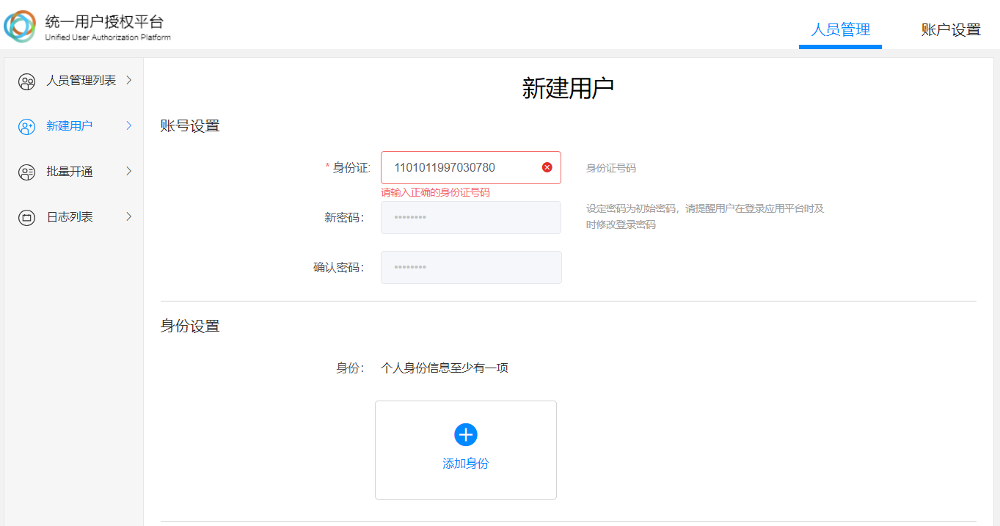 统一用户授权平台
Unified User Authorization Platform
人员管理
账户设置
人员管理列表
新建用户
批量开通
日志列表
新建用户
账号设置
* 身份证:
1101011997030780
身份证号码
请输入正确的身份证号码
新密码:
••••••••
设定密码为初始密码，请提醒用户在登录应用平台时及
时修改登录密码
确认密码:
••••••••
身份设置
身份:
个人身份信息至少有一项
添加身份